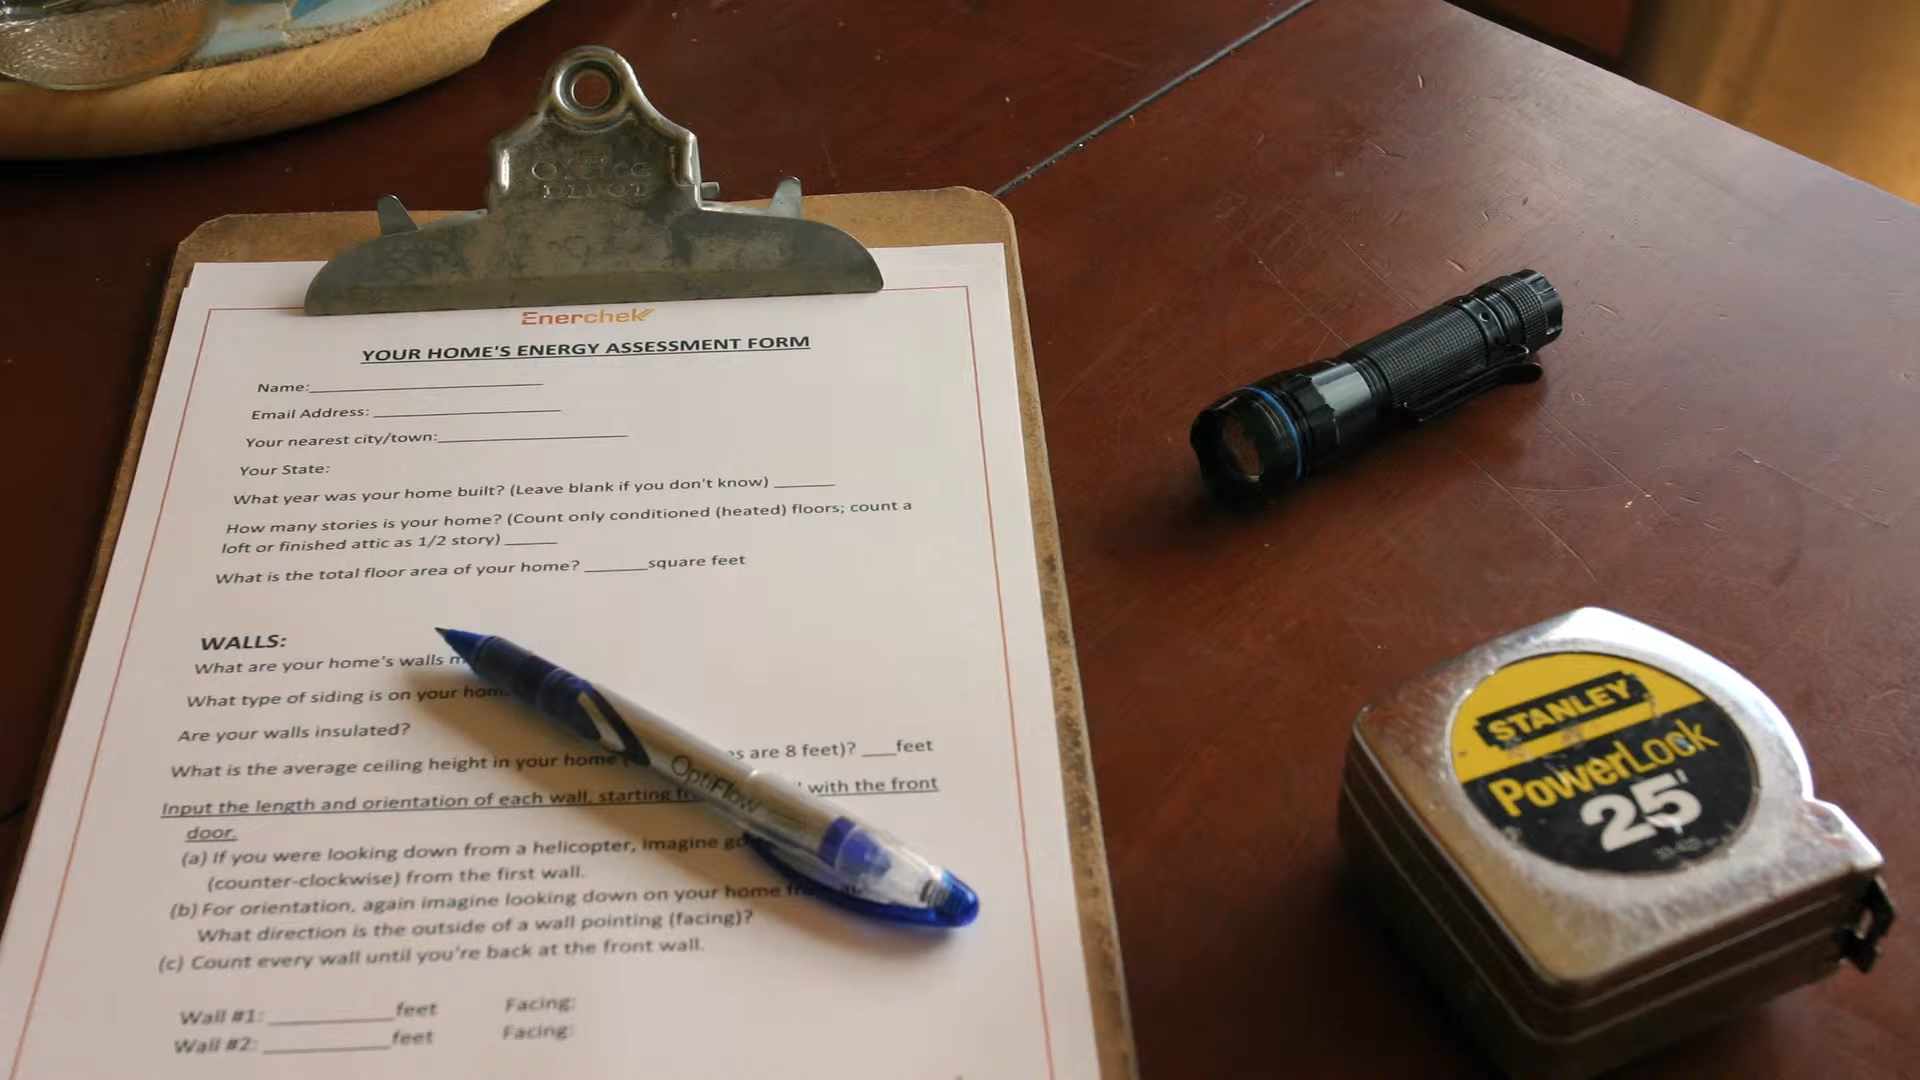 Office
DEPOT
Enerchek
YOUR HOME'S ENERGY ASSESSMENT FORM
Name:
Email Address:
Your nearest city/town:
Your State:
What year was your home built? (Leave blank if you don't know)
How many stories is your home? (Count only conditioned (heated) floors; count a
loft or finished attic as 1/2 story)
What is the total floor area of your home? square feet
WALLS:
What are your home's walls
What type of siding is on your
Are your walls insulated?
What is the average ceiling height in your home are 8 feet)? feet
Input the length and orientation of each wall, starting with the front
door.
(a) If you were looking down from a helicopter, imagine
(counter-clockwise) from the first wall.
(b) For orientation, again imagine looking down on your home
What direction is the outside of a wall pointing (facing)?
(c) Count every wall until you're back at the front wall.
Wall #1: feet Facing:
Wall #2: feet Facing:
OptiFlow
STANLEY
PowerLock
25'